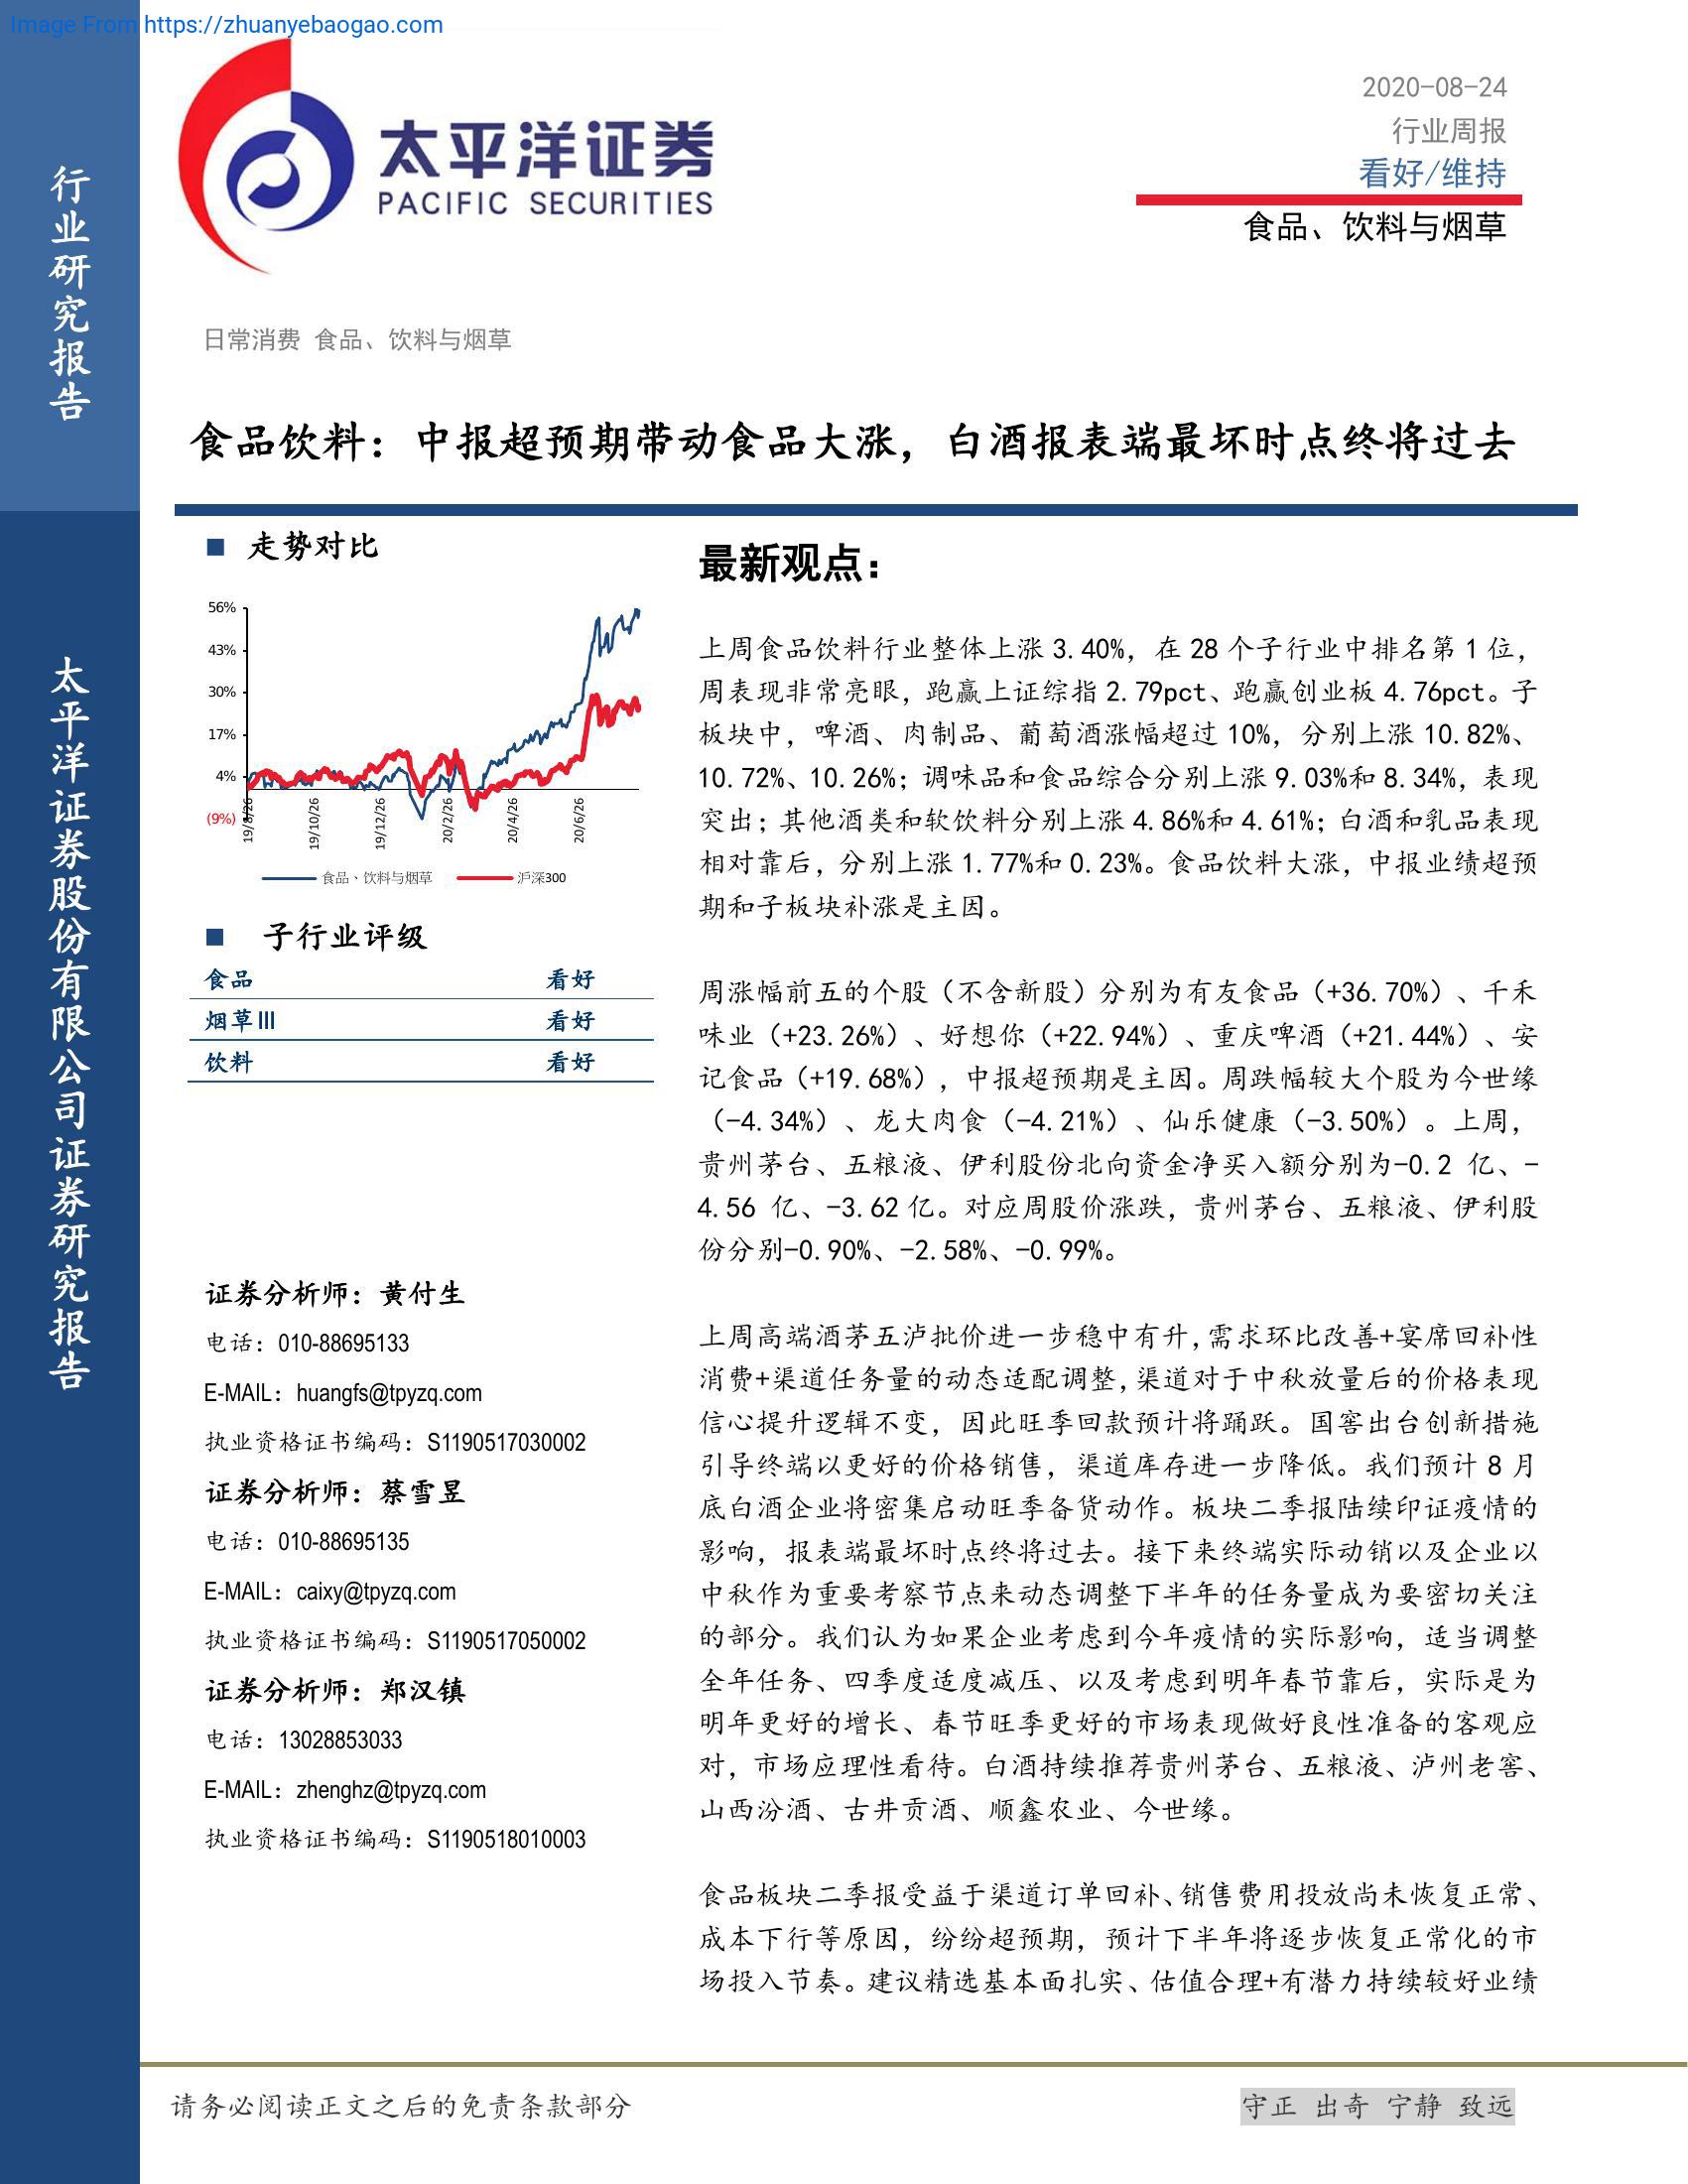 Image From https://zhuanyebaogao.com
行业研究报告
太平洋证券股份有限公司证券研究报告
太平洋证券
PACIFIC SECURITIES
2020-08-24
行业周报
看好/维持
食品、饮料与烟草
日常消费 食品、饮料与烟草
食品饮料：中报超预期带动食品大涨，白酒报表端最坏时点终将过去
■ 走势对比
56%
43%
30%
17%
4%
(9%)
19/8/26
19/10/26
19/12/26
20/2/26
20/4/26
20/6/26
食品、饮料与烟草 沪深300
■ 子行业评级
食品 看好
烟草Ⅲ 看好
饮料 看好
证券分析师：黄付生
电话：010-88695133
E-MAIL：huangfs@tpyzq.com
执业资格证书编码：S1190517030002
证券分析师：蔡雪昱
电话：010-88695135
E-MAIL：caixy@tpyzq.com
执业资格证书编码：S1190517050002
证券分析师：郑汉镇
电话：13028853033
E-MAIL：zhenghz@tpyzq.com
执业资格证书编码：S1190518010003
最新观点：
上周食品饮料行业整体上涨 3.40%，在 28 个子行业中排名第 1 位，
周表现非常亮眼，跑赢上证综指 2.79pct、跑赢创业板 4.76pct。子
板块中，啤酒、肉制品、葡萄酒涨幅超过 10%，分别上涨 10.82%、
10.72%、10.26%；调味品和食品综合分别上涨 9.03%和 8.34%，表现
突出；其他酒类和软饮料分别上涨 4.86%和 4.61%；白酒和乳品表现
相对靠后，分别上涨 1.77%和 0.23%。食品饮料大涨，中报业绩超预
期和子板块补涨是主因。
周涨幅前五的个股（不含新股）分别为有友食品（+36.70%）、千禾
味业（+23.26%）、好想你（+22.94%）、重庆啤酒（+21.44%）、安
记食品（+19.68%），中报超预期是主因。周跌幅较大个股为今世缘
（-4.34%）、龙大肉食（-4.21%）、仙乐健康（-3.50%）。上周，
贵州茅台、五粮液、伊利股份北向资金净买入额分别为-0.2 亿、-
4.56 亿、-3.62 亿。对应周股价涨跌，贵州茅台、五粮液、伊利股
份分别-0.90%、-2.58%、-0.99%。
上周高端酒茅五泸批价进一步稳中有升,需求环比改善+宴席回补性
消费+渠道任务量的动态适配调整,渠道对于中秋放量后的价格表现
信心提升逻辑不变，因此旺季回款预计将踊跃。国窖出台创新措施
引导终端以更好的价格销售，渠道库存进一步降低。我们预计 8 月
底白酒企业将密集启动旺季备货动作。板块二季报陆续印证疫情的
影响，报表端最坏时点终将过去。接下来终端实际动销以及企业以
中秋作为重要考察节点来动态调整下半年的任务量成为要密切关注
的部分。我们认为如果企业考虑到今年疫情的实际影响，适当调整
全年任务、四季度适度减压、以及考虑到明年春节靠后，实际是为
明年更好的增长、春节旺季更好的市场表现做好良性准备的客观应
对，市场应理性看待。白酒持续推荐贵州茅台、五粮液、泸州老窖、
山西汾酒、古井贡酒、顺鑫农业、今世缘。
食品板块二季报受益于渠道订单回补、销售费用投放尚未恢复正常、
成本下行等原因，纷纷超预期，预计下半年将逐步恢复正常化的市
场投入节奏。建议精选基本面扎实、估值合理+有潜力持续较好业绩
请务必阅读正文之后的免责条款部分
守正 出奇 宁静 致远